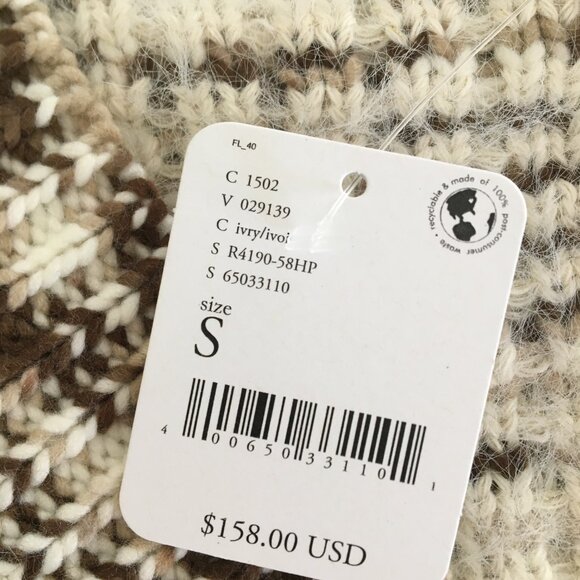 FL_40
C 1502
V 029139
C ivry/ivoi
S R4190-58HP
S 65033110
size
S
4 00650 33110 1
$158.00 USD
recyclable & made of 100% post-consumer waste •